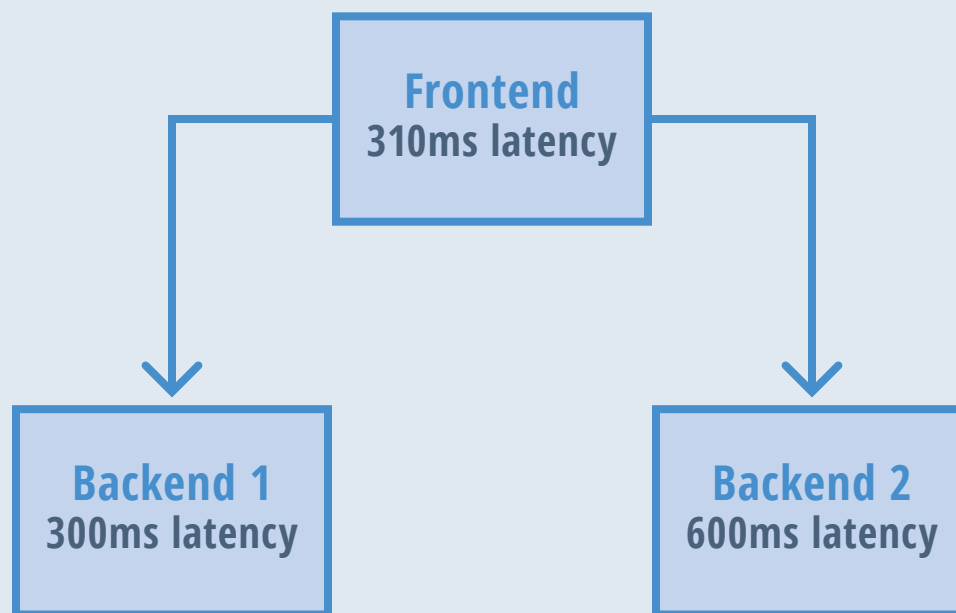 Frontend
310ms latency
Backend 1
300ms latency
Backend 2
600ms latency